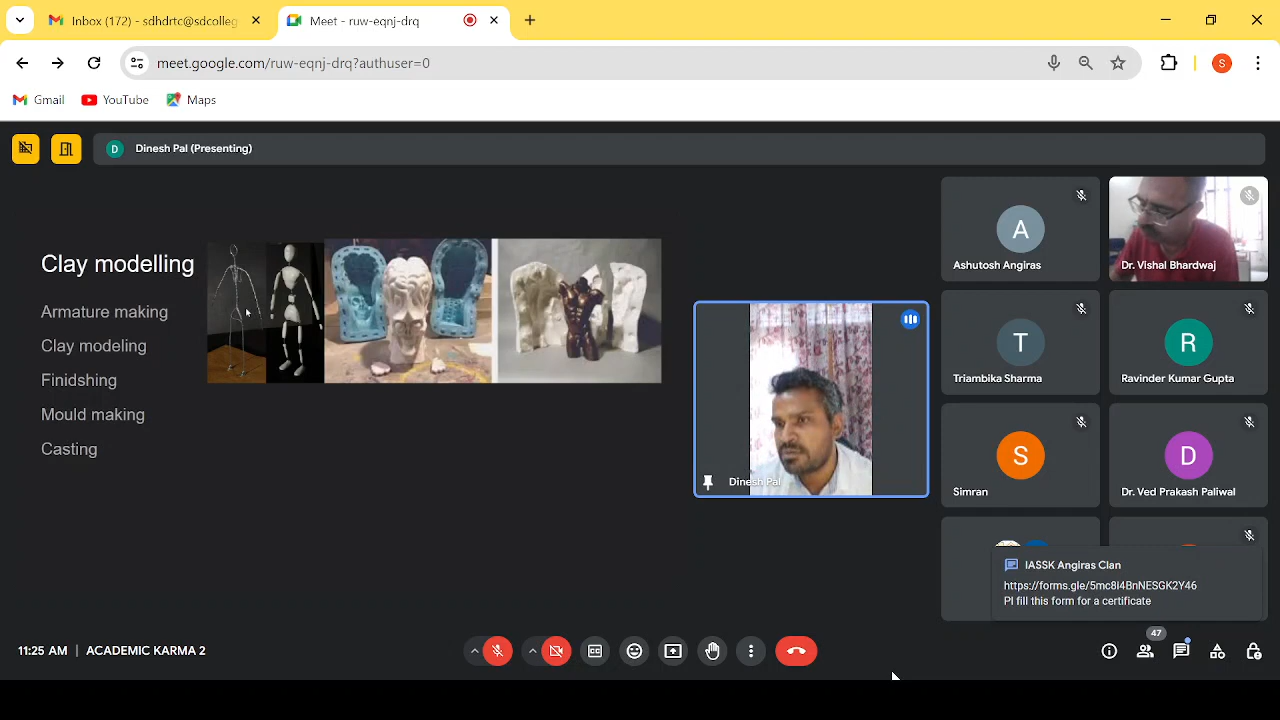 Inbox (172) - sdhdrtc@sdcolleg
Meet - ruw-eqnj-drq
meet.google.com/ruw-eqnj-drq?authuser=0
S
Gmail
YouTube
Maps
D
Dinesh Pal (Presenting)
Clay modelling
Armature making
Clay modeling
Finidshing
Mould making
Casting
Dinesh Pal
A
Ashutosh Angiras
Dr. Vishal Bhardwaj
T
Triambika Sharma
R
Ravinder Kumar Gupta
S
Simran
D
Dr. Ved Prakash Paliwal
IASSK Angiras Clan
https://forms.gle/5mc8i4BnNESGK2Y46
Pl fill this form for a certificate
11:25 AM | ACADEMIC KARMA 2
47